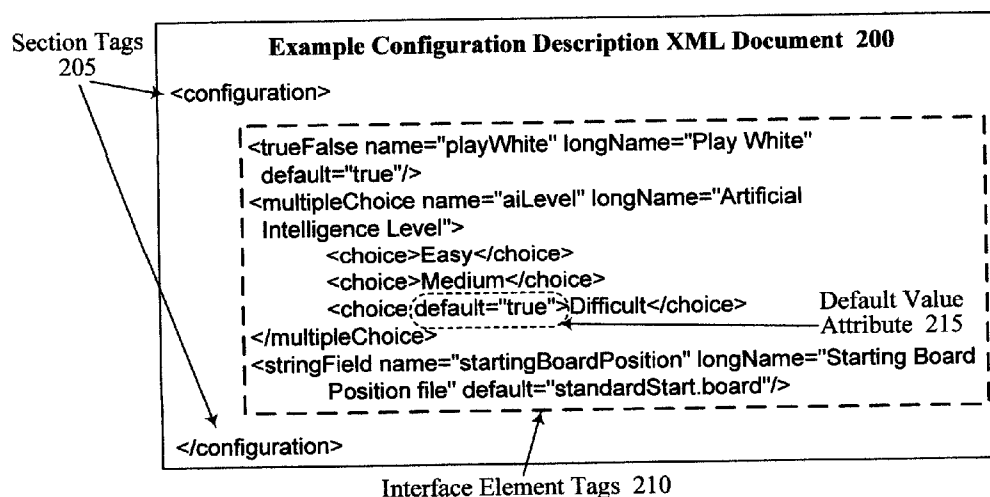 Section Tags
205
Example Configuration Description XML Document 200
<configuration>
<trueFalse name="playWhite" longName="Play White"
default="true"/>
<multipleChoice name="aiLevel" longName="Artificial
Intelligence Level">
<choice>Easy</choice>
<choice>Medium</choice>
<choice default="true">Difficult</choice>
Default Value
Attribute 215
</multipleChoice>
<stringField name="startingBoardPosition" longName="Starting Board
Position file" default="standardStart.board"/>
</configuration>
Interface Element Tags 210